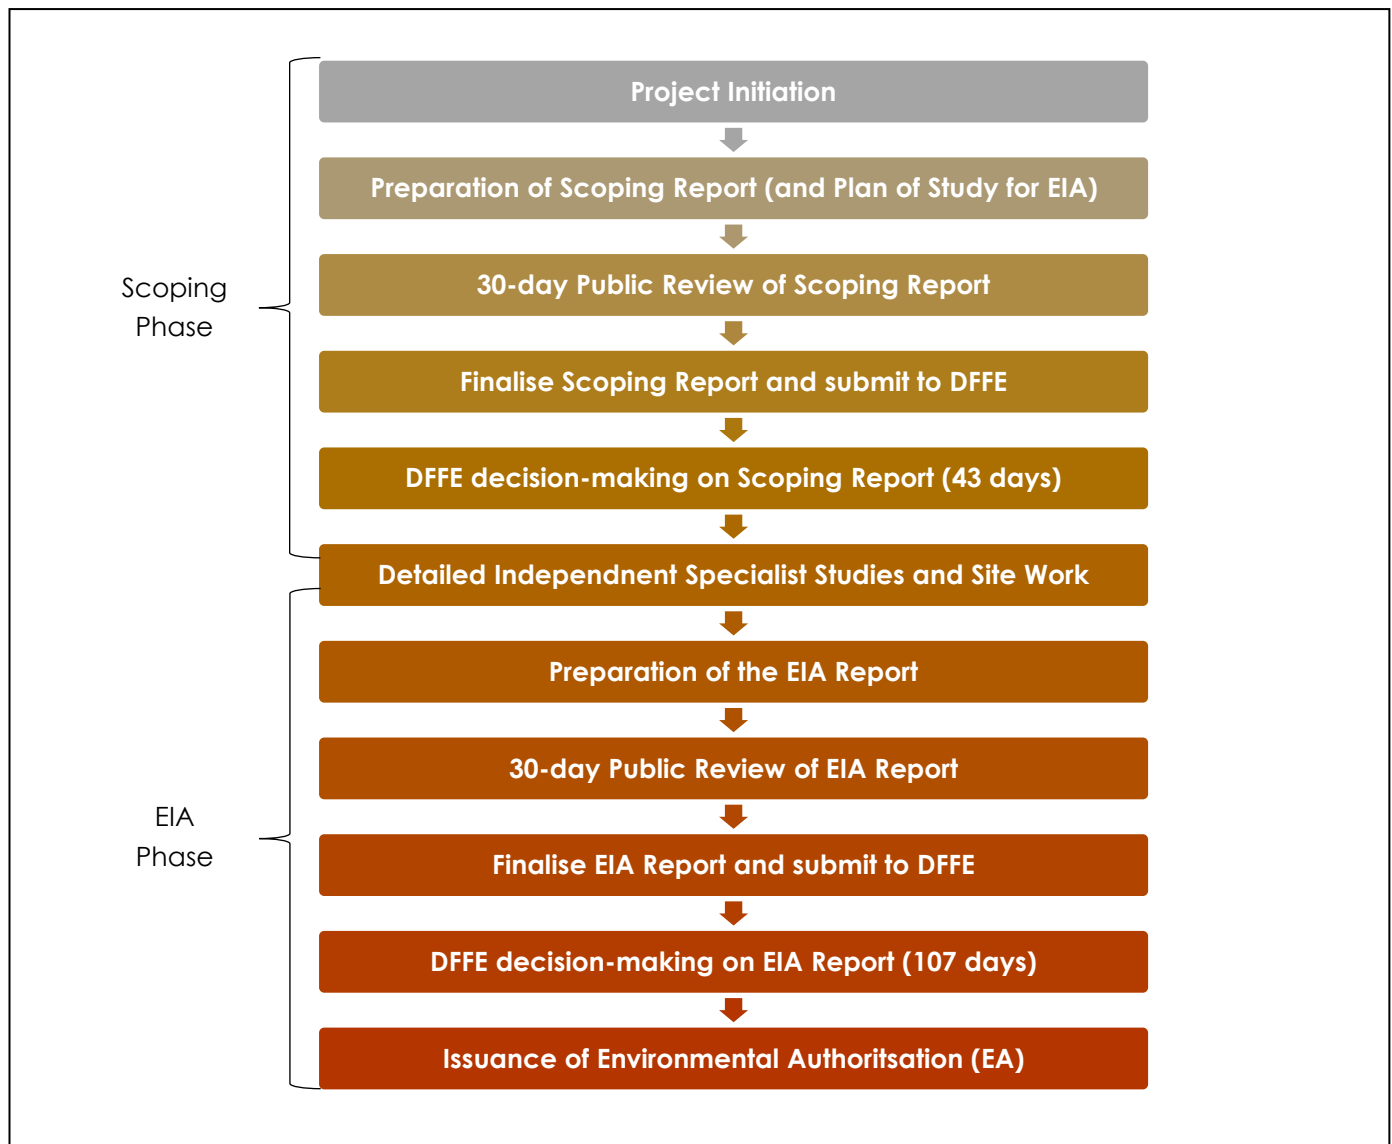 Project Initiation
Preparation of Scoping Report (and Plan of Study for EIA)
30-day Public Review of Scoping Report
Scoping
Phase
Finalise Scoping Report and submit to DFFE
DFFE decision-making on Scoping Report (43 days)
Detailed Independnent Specialist Studies and Site Work
Preparation of the EIA Report
30-day Public Review of EIA Report
EIA
Phase
Finalise EIA Report and submit to DFFE
DFFE decision-making on EIA Report (107 days)
Issuance of Environmental Authoritsation (EA)